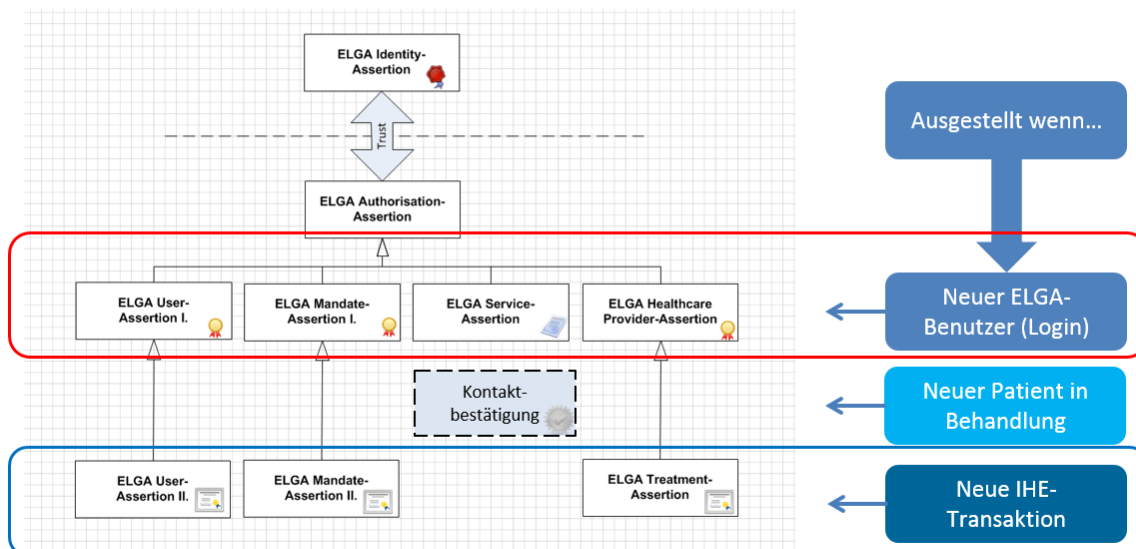 ELGA Identity-
Assertion
Trust
Ausgestellt wenn…
ELGA Authorisation-
Assertion
ELGA User-
Assertion I.
ELGA Mandate-
Assertion I.
ELGA Service-
Assertion
ELGA Healthcare
Provider-Assertion
Neuer ELGA-
Benutzer (Login)
Kontakt-
bestätigung
Neuer Patient in
Behandlung
ELGA User-
Assertion II.
ELGA Mandate-
Assertion II.
ELGA Treatment-
Assertion
Neue IHE-
Transaktion